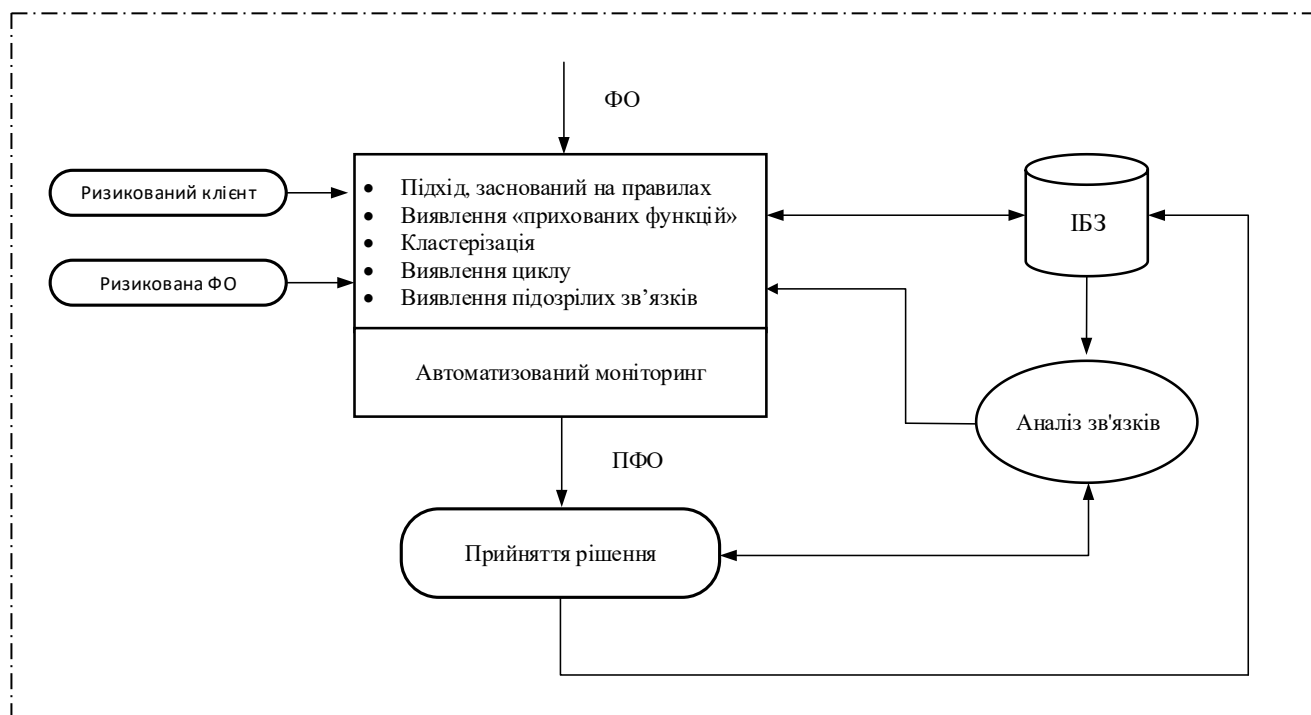 ФО
Ризикований клієнт
Ризикована ФО
• Підхід, заснований на правилах
• Виявлення «прихованих функцій»
• Кластерізація
• Виявлення циклу
• Виявлення підозрілих зв’язків
Автоматизований моніторинг
ІБЗ
Аналіз зв'язків
ПФО
Прийняття рішення